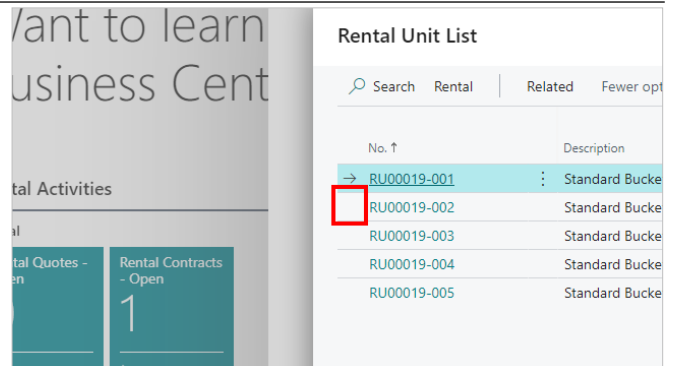 Want to learn
usiness Cent
tal Activities
al
tal Quotes -
en
Rental Contracts
- Open
1
Rental Unit List
Search Rental Related Fewer opt
No. ↑ Description
→ RU00019-001 ⋮ Standard Bucke
RU00019-002 Standard Bucke
RU00019-003 Standard Bucke
RU00019-004 Standard Bucke
RU00019-005 Standard Bucke